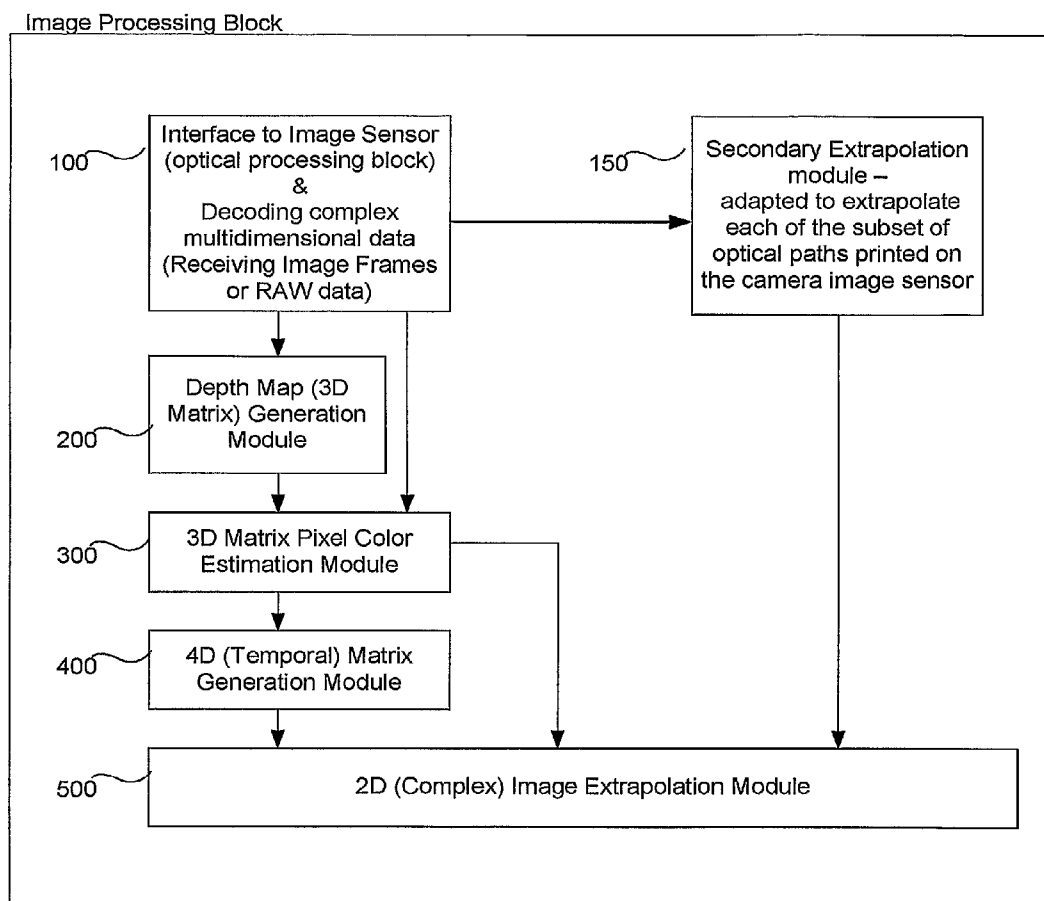 Image Processing Block
100
Interface to Image Sensor
(optical processing block)
&
Decoding complex
multidimensional data
(Receiving Image Frames
or RAW data)
150
Secondary Extrapolation
module –
adapted to extrapolate
each of the subset of
optical paths printed on
the camera image sensor
200
Depth Map (3D
Matrix) Generation
Module
300
3D Matrix Pixel Color
Estimation Module
400
4D (Temporal) Matrix
Generation Module
500
2D (Complex) Image Extrapolation Module